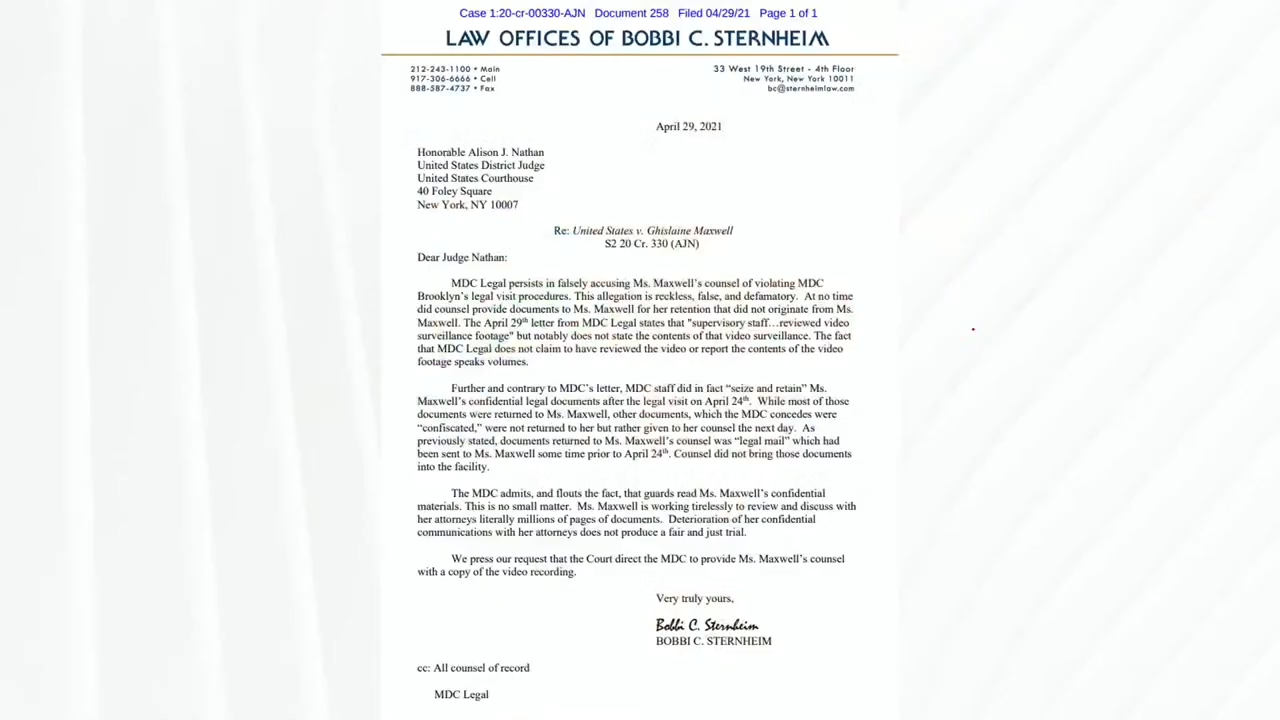 Case 1:20-cr-00330-AJN Document 258 Filed 04/29/21 Page 1 of 1
LAW OFFICES OF BOBBI C. STERNHEIM
212-243-1100 • Main
917-306-6666 • Cell
888-587-4737 • Fax
33 West 19th Street - 4th Floor
New York, New York 10011
bc@sternheimlaw.com
April 29, 2021
Honorable Alison J. Nathan
United States District Judge
United States Courthouse
40 Foley Square
New York, NY 10007
Re: United States v. Ghislaine Maxwell
S2 20 Cr. 330 (AJN)
Dear Judge Nathan:
MDC Legal persists in falsely accusing Ms. Maxwell's counsel of violating MDC
Brooklyn's legal visit procedures. This allegation is reckless, false, and defamatory. At no time
did counsel provide documents to Ms. Maxwell for her retention that did not originate from Ms.
Maxwell. The April 29th letter from MDC Legal states that "supervisory staff…reviewed video
surveillance footage" but notably does not state the contents of that video surveillance. The fact
that MDC Legal does not claim to have reviewed the video or report the contents of the video
footage speaks volumes.
Further and contrary to MDC's letter, MDC staff did in fact “seize and retain” Ms.
Maxwell's confidential legal documents after the legal visit on April 24th. While most of those
documents were returned to Ms. Maxwell, other documents, which the MDC concedes were
“confiscated,” were not returned to her but rather given to her counsel the next day. As
previously stated, documents returned to Ms. Maxwell's counsel was “legal mail” which had
been sent to Ms. Maxwell some time prior to April 24th. Counsel did not bring those documents
into the facility.
The MDC admits, and flouts the fact, that guards read Ms. Maxwell's confidential
materials. This is no small matter. Ms. Maxwell is working tirelessly to review and discuss with
her attorneys literally millions of pages of documents. Deterioration of her confidential
communications with her attorneys does not produce a fair and just trial.
We press our request that the Court direct the MDC to provide Ms. Maxwell's counsel
with a copy of the video recording.
Very truly yours,
Bobbi C. Sternheim
BOBBI C. STERNHEIM
cc: All counsel of record
MDC Legal